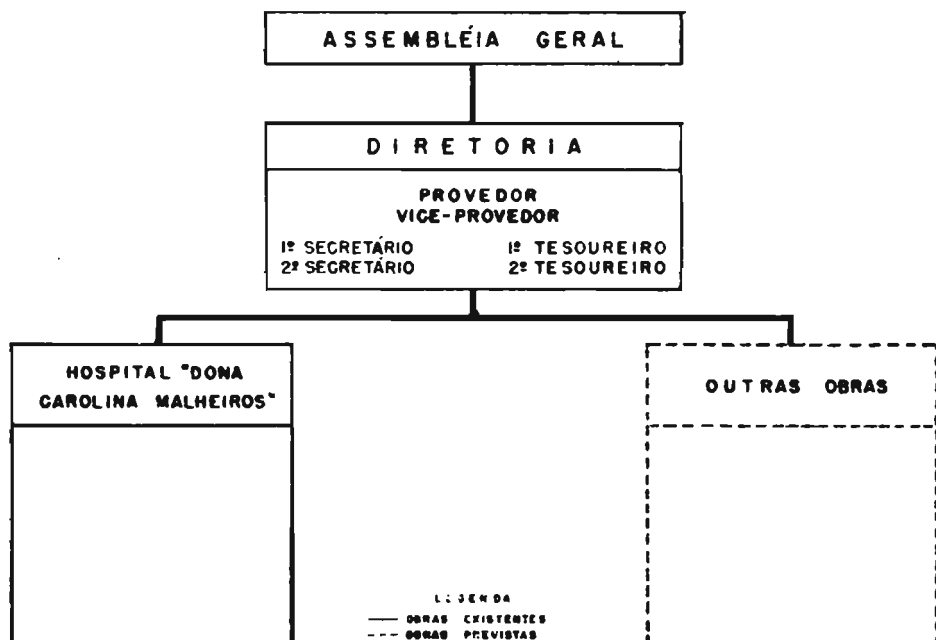 ASSEMBLÉIA GERAL
DIRETORIA
PROVEDOR
VICE-PROVEDOR
1º SECRETÁRIO 1º TESOUREIRO
2º SECRETÁRIO 2º TESOUREIRO
HOSPITAL "DONA
CAROLINA MALHEIROS"
OUTRAS OBRAS
LEGENDA
OBRAS EXISTENTES
OBRAS PREVISTAS